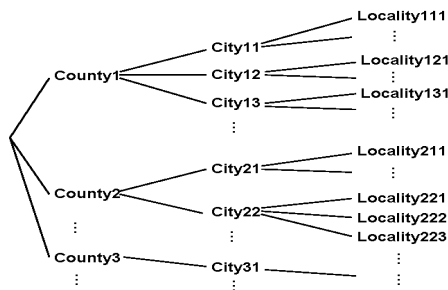 Locality111
City11
City12
Locality121
County1
City13
Locality131
City21
Locality211
County2
City22
Locality221
Locality222
Locality223
County3
City31